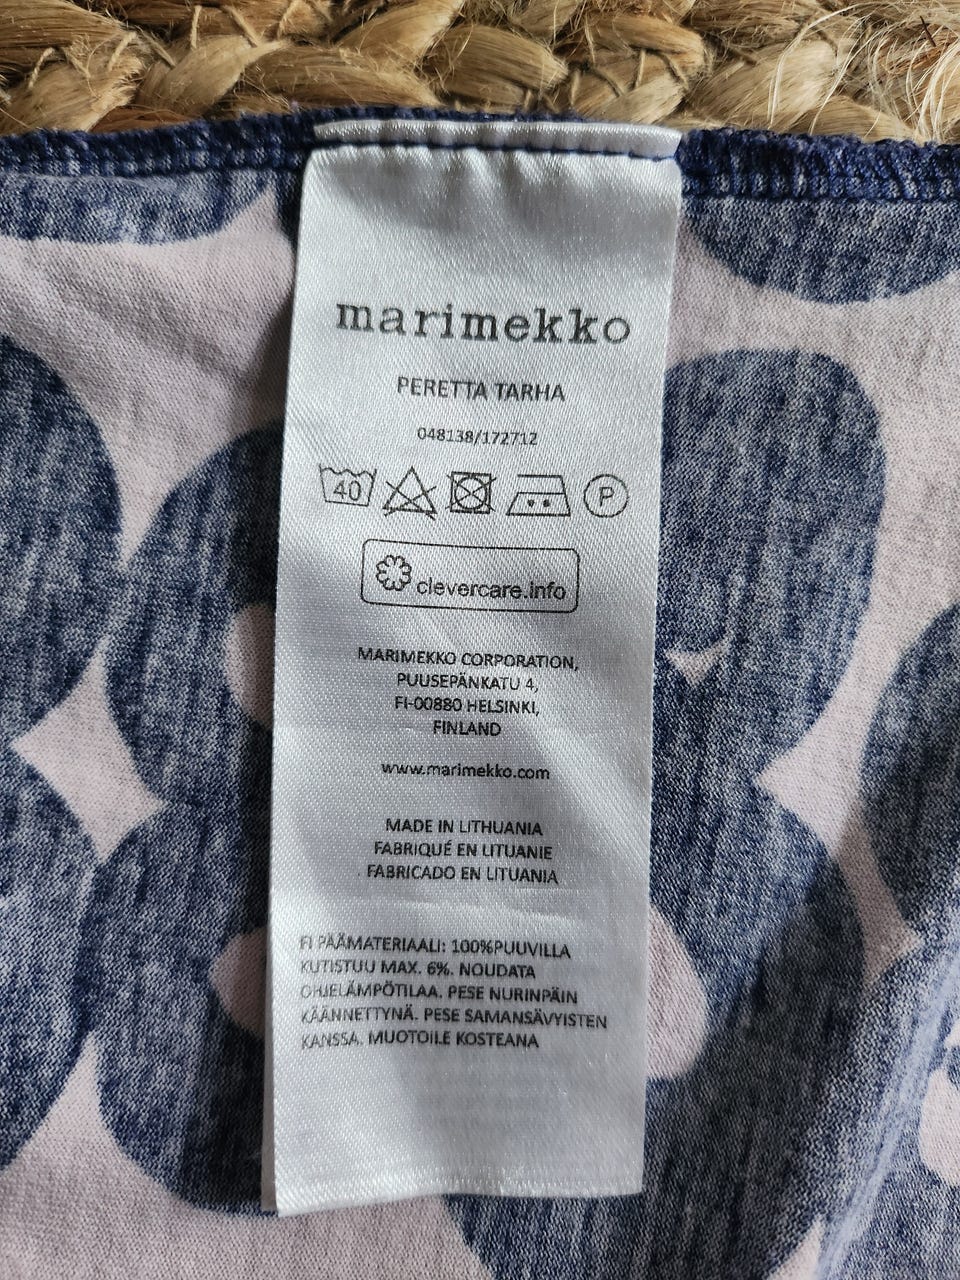 marimekko
PERETTA TARHA
048138/172712
40 P
clevercare.info
MARIMEKKO CORPORATION,
PUUSEPÄNKATU 4,
FI-00880 HELSINKI,
FINLAND
www.marimekko.com
MADE IN LITHUANIA
FABRIQUÉ EN LITUANIE
FABRICADO EN LITUANIA
FI PÄÄMATERIAALI: 100%PUUVILLA
KUTISTUU MAX. 6%. NOUDATA
OHJELÄMPÖTILAA. PESE NURINPÄIN
KÄÄNNETTYNÄ. PESE SAMANSÄVYISTEN
KANSSA. MUOTOILE KOSTEANA